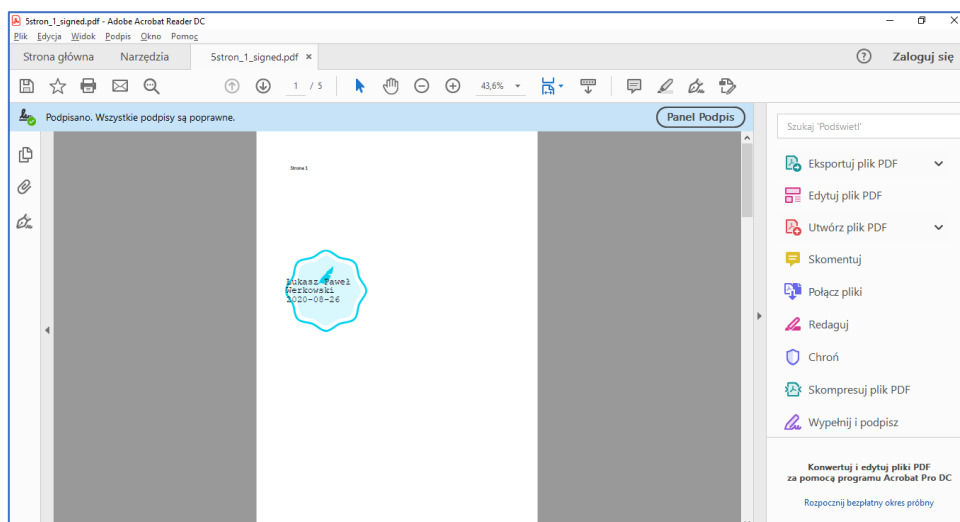 5stron_1_signed.pdf - Adobe Acrobat Reader DC
Plik Edycja Widok Podpis Okno Pomoc
Strona główna Narzędzia 5stron_1_signed.pdf × Zaloguj się
1 / 5 43,6%
Podpisano. Wszystkie podpisy są poprawne. Panel Podpis
Szukaj 'Podświetl'
Strona 1
Eksportuj plik PDF
Edytuj plik PDF
Utwórz plik PDF
Skomentuj
Łukasz Paweł
Werkowski
2020-08-26
Połącz pliki
Redaguj
Chroń
Skompresuj plik PDF
Wypełnij i podpisz
Konwertuj i edytuj pliki PDF
za pomocą programu Acrobat Pro DC
Rozpocznij bezpłatny okres próbny